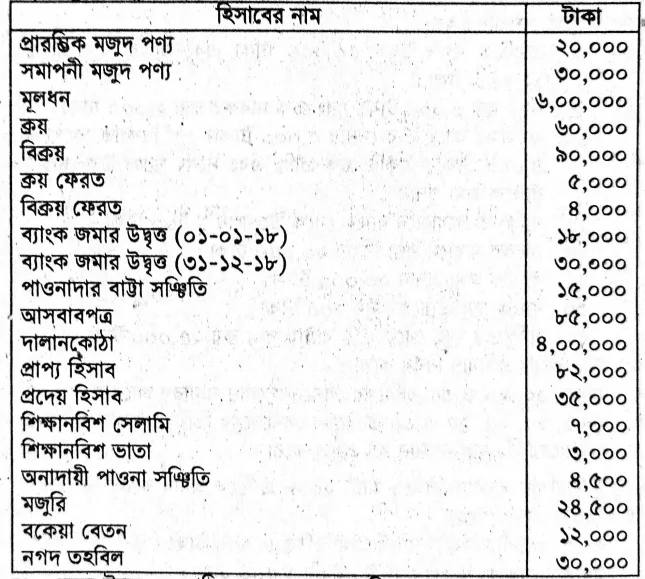 হিসাবের নাম টাকা
প্রারম্ভিক মজুদ পণ্য ২০,০০০
সমাপনী মজুদ পণ্য ৩০,০০০
মূলধন ৬,০০,০০০
ক্রয় ৬০,০০০
বিক্রয় ৯০,০০০
ক্রয় ফেরত ৫,০০০
বিক্রয় ফেরত ৪,০০০
ব্যাংক জমার উদ্বৃত্ত (০১-০১-১৮) ১৮,০০০
ব্যাংক জমার উদ্বৃত্ত (৩১-১২-১৮) ৩০,০০০
পাওনাদার বাট্টা সঞ্চিতি ১৫,০০০
আসবাবপত্র ৮৫,০০০
দালানকোঠা ৪,০০,০০০
প্রাপ্য হিসাব ৮২,০০০
প্রদেয় হিসাব ৩৫,০০০
শিক্ষানবিশ সেলামি ৭,০০০
শিক্ষানবিশ ভাতা ৩,০০০
অনাদায়ী পাওনা সঞ্চিতি ৪,৫০০
মজুরি ২৪,৫০০
বকেয়া বেতন ১২,০০০
নগদ তহবিল ৩০,০০০